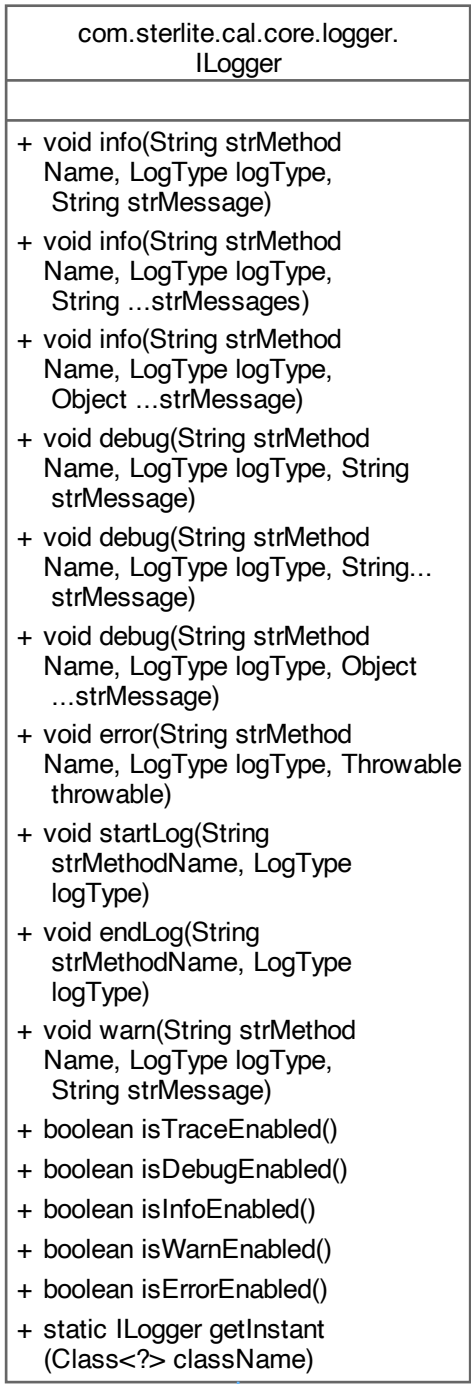 com.sterlite.cal.core.logger.
ILogger
+ void info(String strMethod
Name, LogType logType,
String strMessage)
+ void info(String strMethod
Name, LogType logType,
String ...strMessages)
+ void info(String strMethod
Name, LogType logType,
Object ...strMessage)
+ void debug(String strMethod
Name, LogType logType, String
strMessage)
+ void debug(String strMethod
Name, LogType logType, String...
strMessage)
+ void debug(String strMethod
Name, LogType logType, Object
...strMessage)
+ void error(String strMethod
Name, LogType logType, Throwable
throwable)
+ void startLog(String
strMethodName, LogType
logType)
+ void endLog(String
strMethodName, LogType
logType)
+ void warn(String strMethod
Name, LogType logType,
String strMessage)
+ boolean isTraceEnabled()
+ boolean isDebugEnabled()
+ boolean isInfoEnabled()
+ boolean isWarnEnabled()
+ boolean isErrorEnabled()
+ static ILogger getInstant
(Class<?> className)